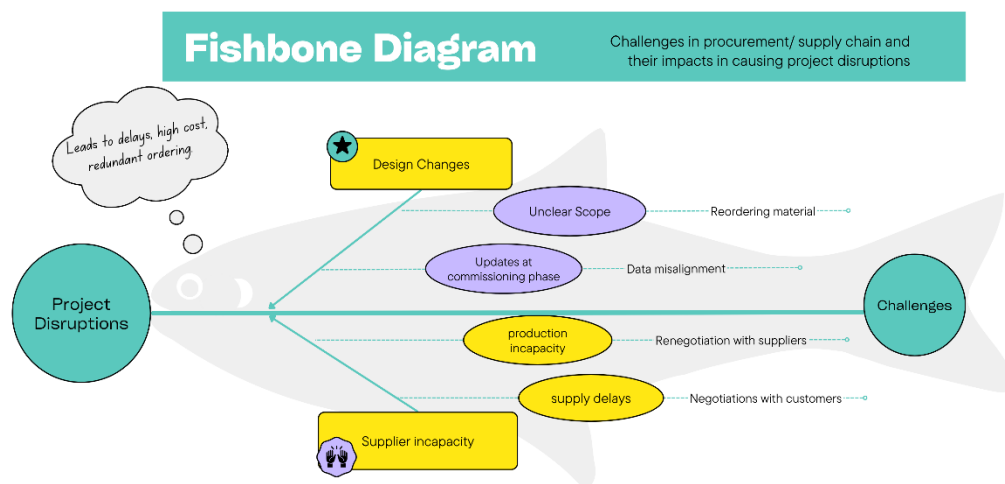 Fishbone Diagram
Challenges in procurement/ supply chain and
their impacts in causing project disruptions
Leads to delays, high cost,
redundant ordering.
Design Changes
Unclear Scope
Reordering material
Updates at
commissioning phase
Data misalignment
Project
Disruptions
Challenges
production
incapacity
Renegotiation with suppliers
supply delays
Negotiations with customers
Supplier incapacity